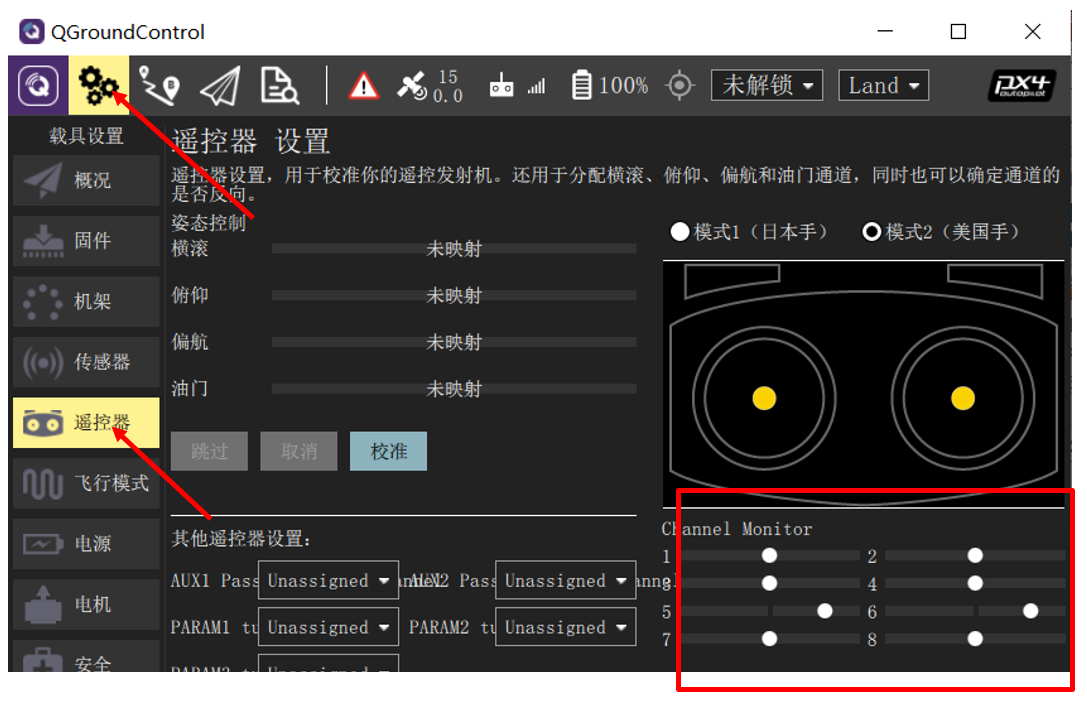 QGroundControl
15
0.0
100%
未解锁
Land
px4
autopilot
载具设置
概况
固件
机架
传感器
遥控器
飞行模式
电源
电机
安全
遥控器 设置
遥控器设置，用于校准你的遥控发射机。还用于分配横滚、俯仰、偏航和油门通道，同时也可以确定通道的
是否反向。
姿态控制
横滚 未映射
俯仰 未映射
偏航 未映射
油门 未映射
跳过 取消 校准
其他遥控器设置：
AUX1 Pass Unassigned AUX2 Pass Unassigned
PARAM1 tu Unassigned PARAM2 tu Unassigned
模式1（日本手） 模式2（美国手）
Channel Monitor
1 2
3 4
5 6
7 8